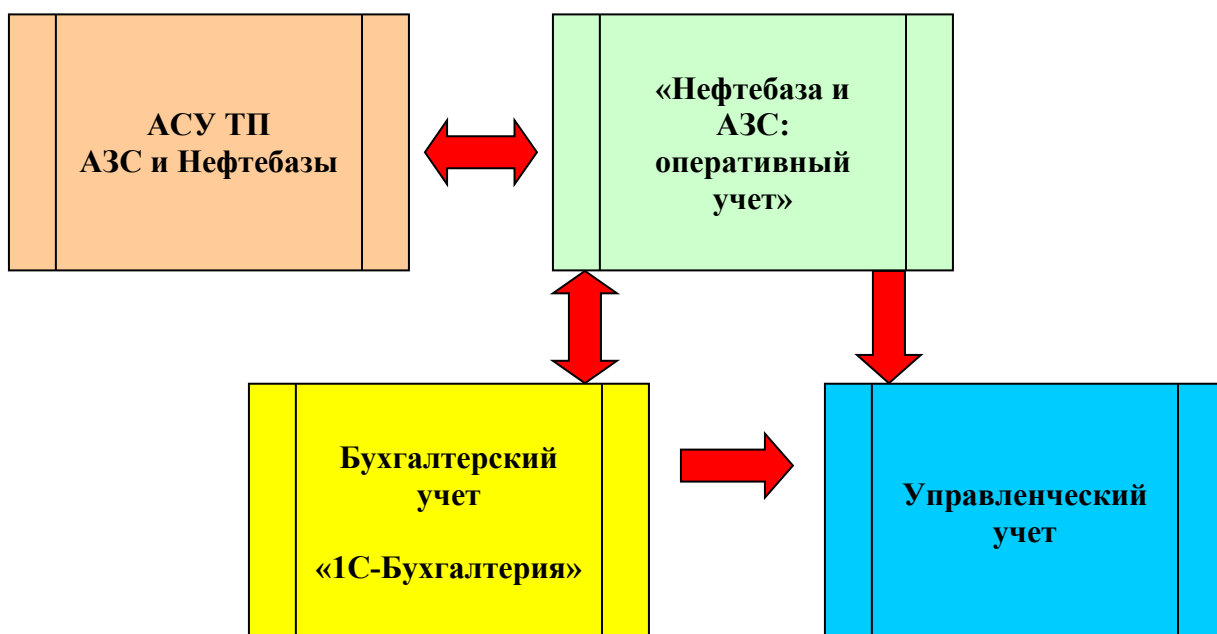 АСУ ТП
АЗС и Нефтебазы
«Нефтебаза и
АЗС:
оперативный
учет»
Бухгалтерский
учет
«1С-Бухгалтерия»
Управленческий
учет